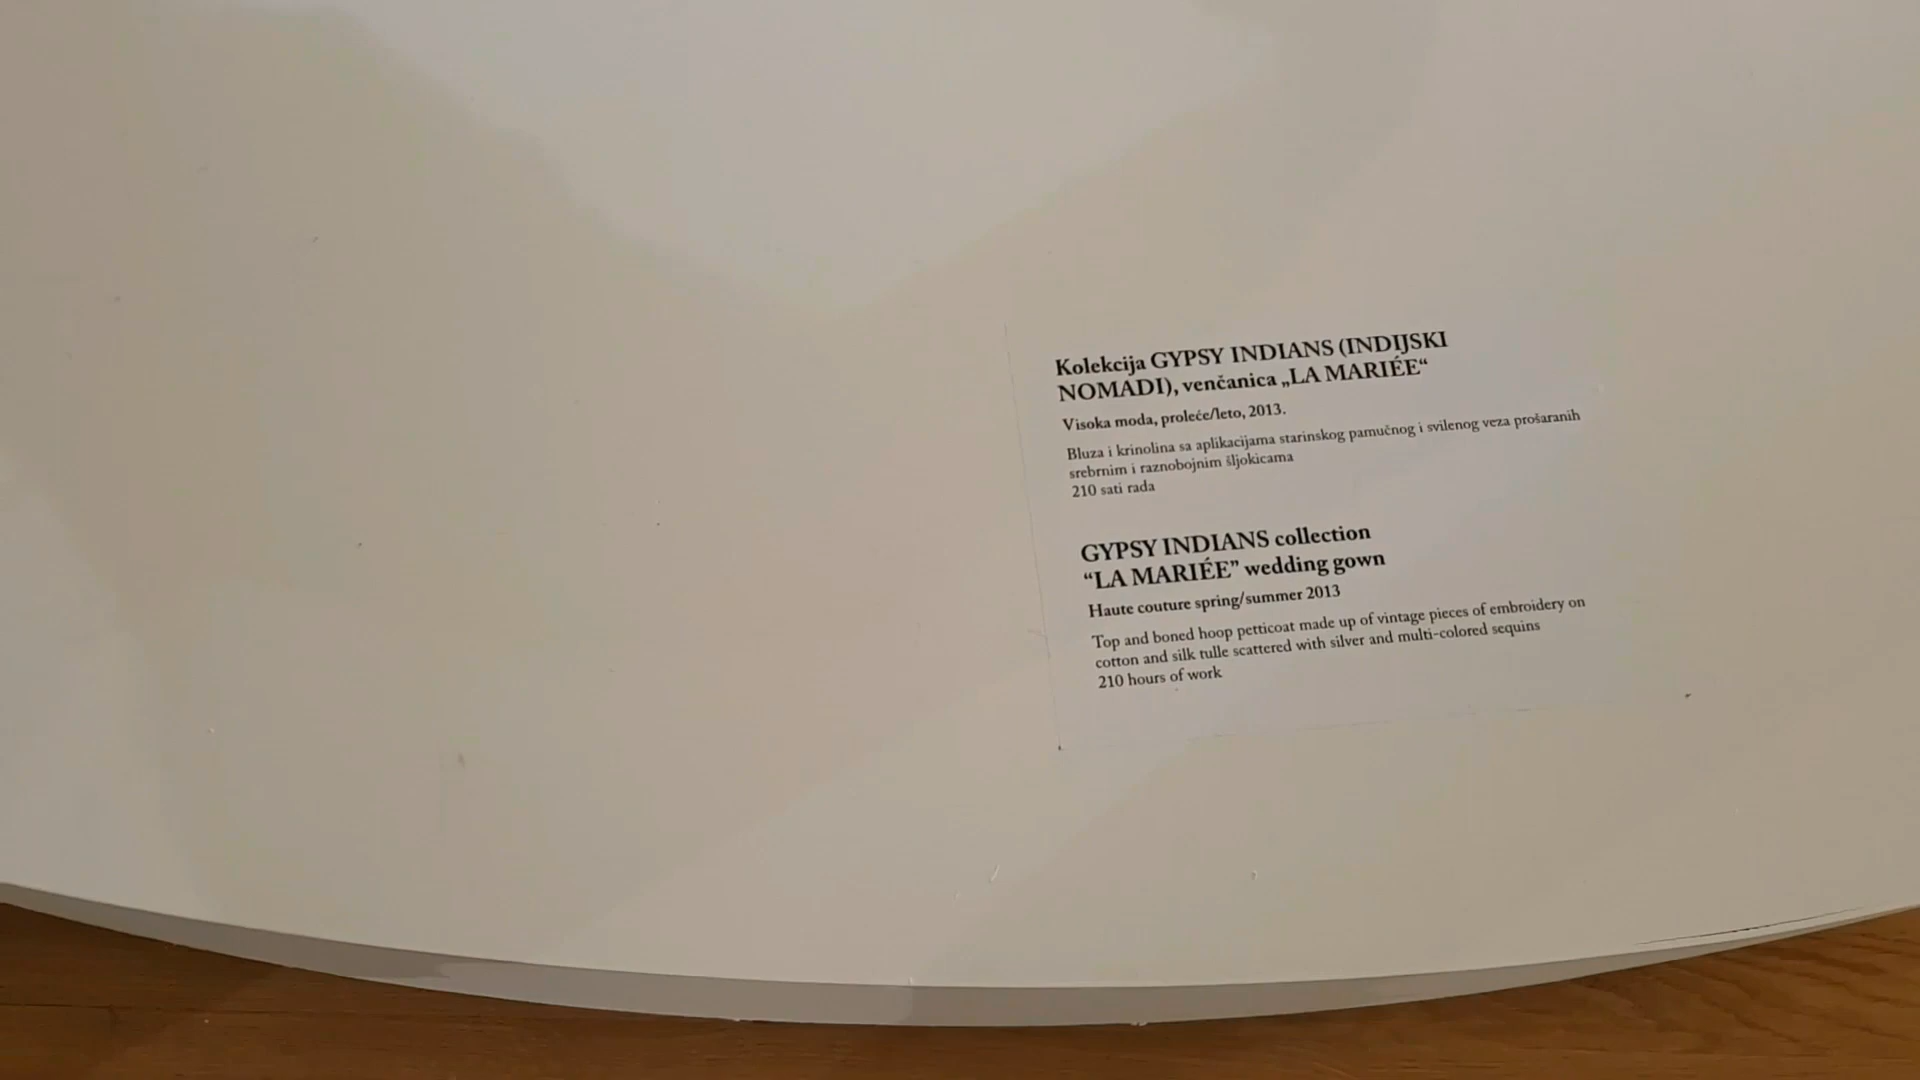 Kolekcija GYPSY INDIANS (INDIJSKI
NOMADI), venčanica „LA MARIÉE“
Visoka moda, proleće/leto, 2013.
Bluza i krinolina sa aplikacijama starinskog pamučnog i svilenog veza prošaranih
srebrnim i raznobojnim šljokicama
210 sati rada
GYPSY INDIANS collection
“LA MARIÉE” wedding gown
Haute couture spring/summer 2013
Top and boned hoop petticoat made up of vintage pieces of embroidery on
cotton and silk tulle scattered with silver and multi-colored sequins
210 hours of work